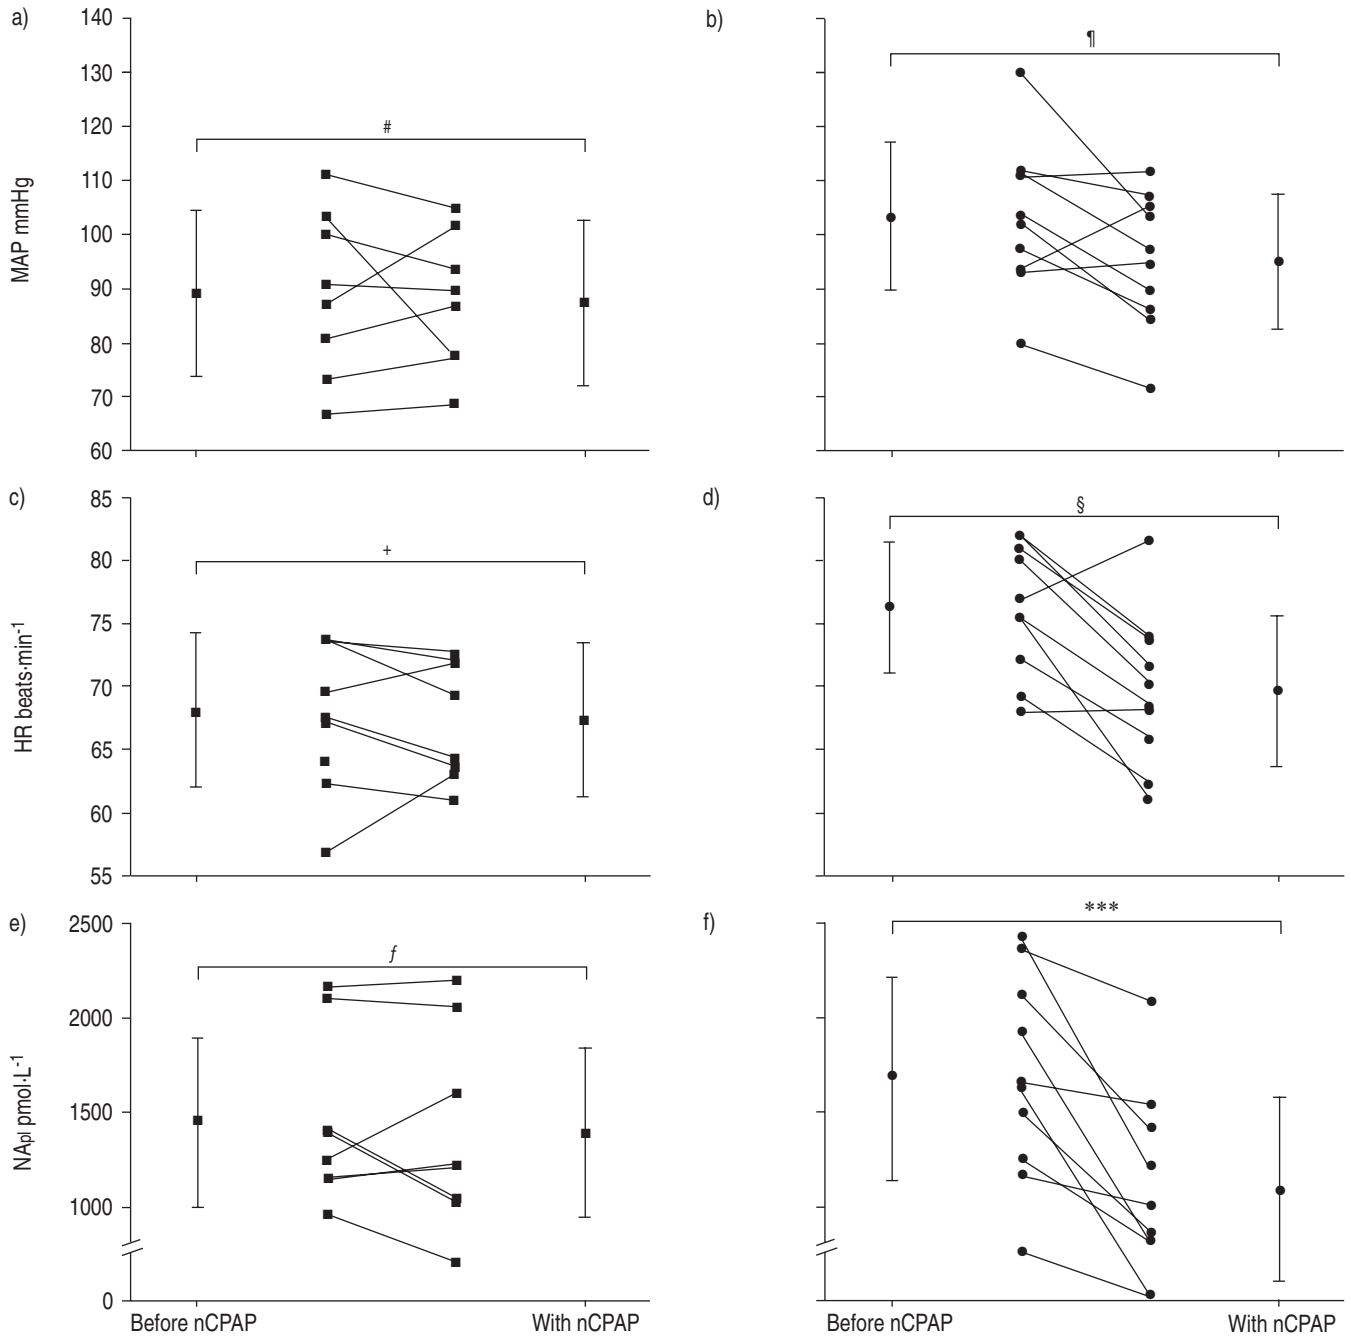 a)
140
130
120
110
100
90
80
70
60
MAP mmHg
#
b)
¶
c)
85
80
75
70
65
60
55
HR beats·min-1
+
d)
§
e)
2500
2000
1500
1000
0
NApl pmol·L-1
ƒ
Before nCPAP
With nCPAP
f)
***
Before nCPAP
With nCPAP